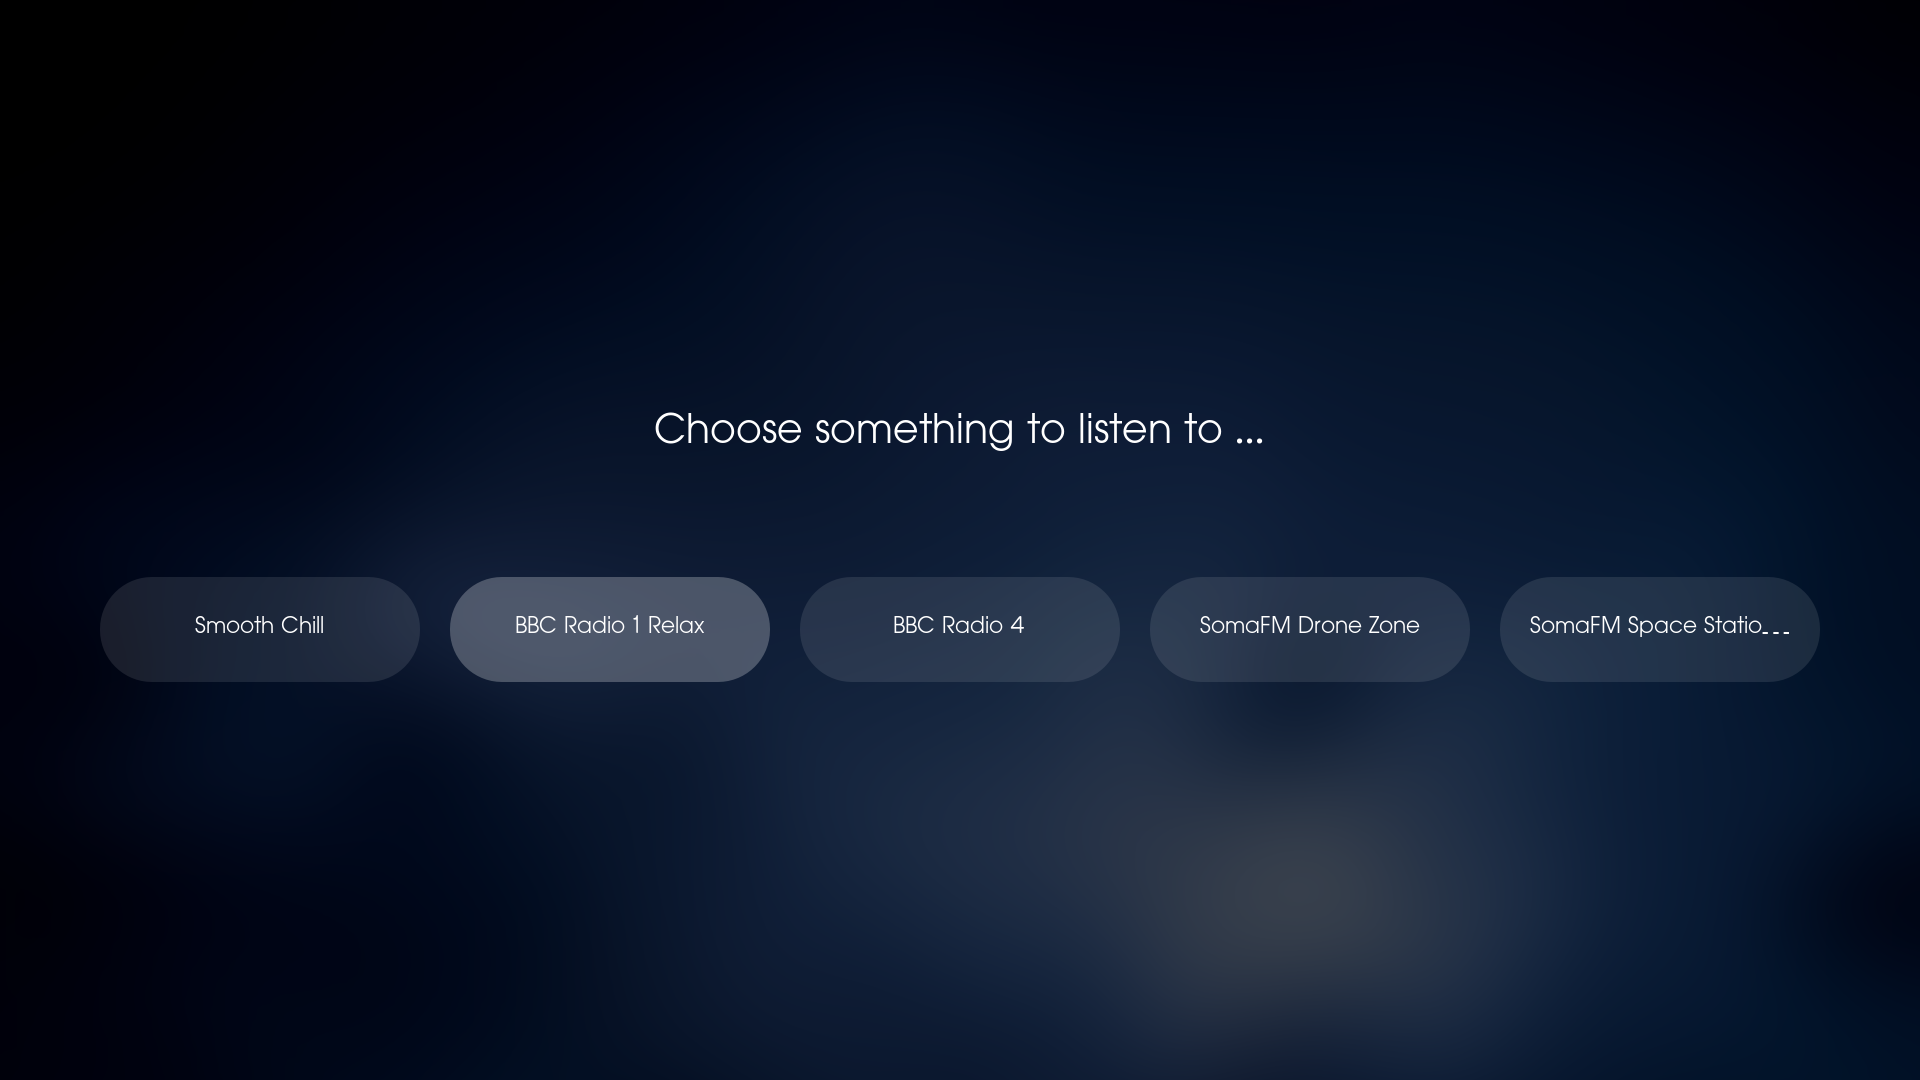 Choose something to listen to ...
Smooth Chill
BBC Radio 1 Relax
BBC Radio 4
SomaFM Drone Zone
SomaFM Space Statio...